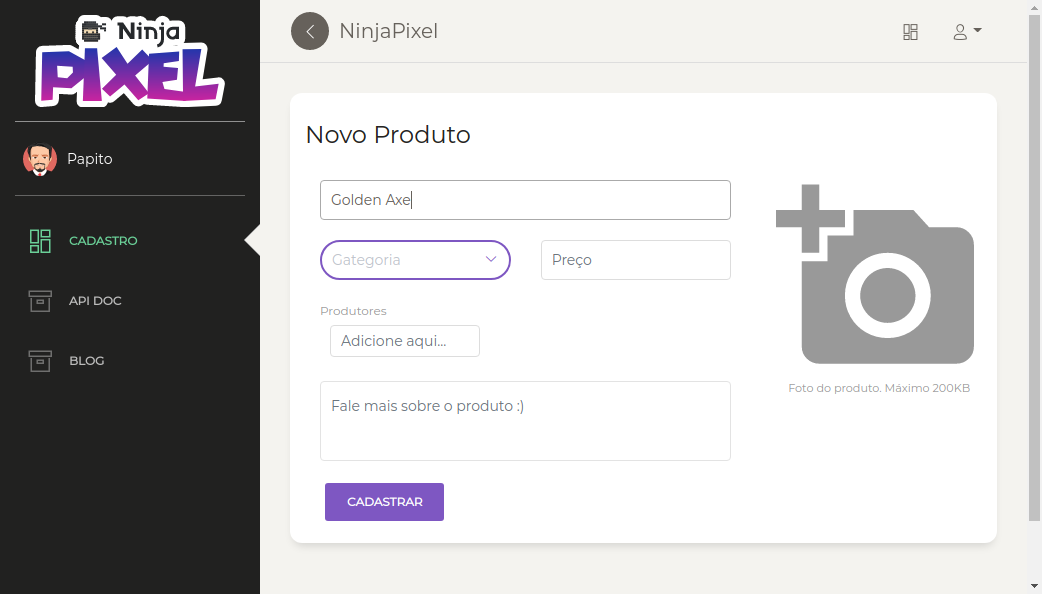 Ninja
PIXEL
NinjaPixel
Papito
CADASTRO
API DOC
BLOG
Novo Produto
Golden Axe
Gategoria
Preço
Produtores
Adicione aqui...
Fale mais sobre o produto :)
CADASTRAR
Foto do produto. Máximo 200KB